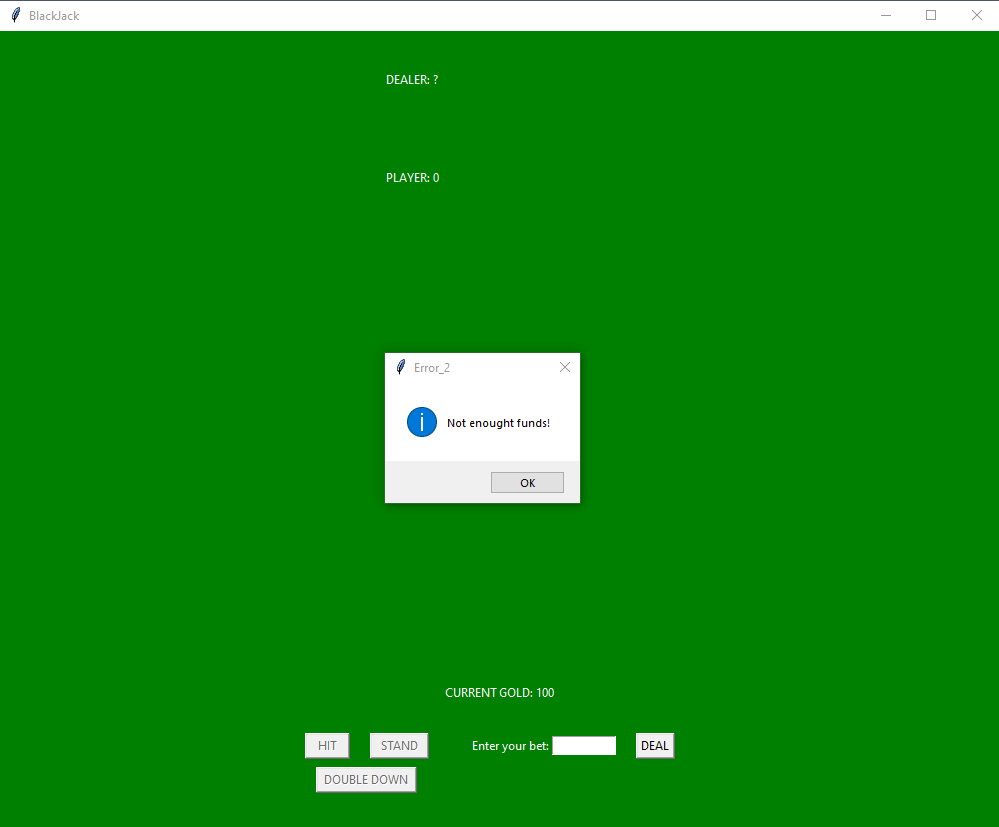 BlackJack
DEALER: ?
PLAYER: 0
Error_2
Not enought funds!
OK
CURRENT GOLD: 100
HIT STAND Enter your bet: DEAL
DOUBLE DOWN